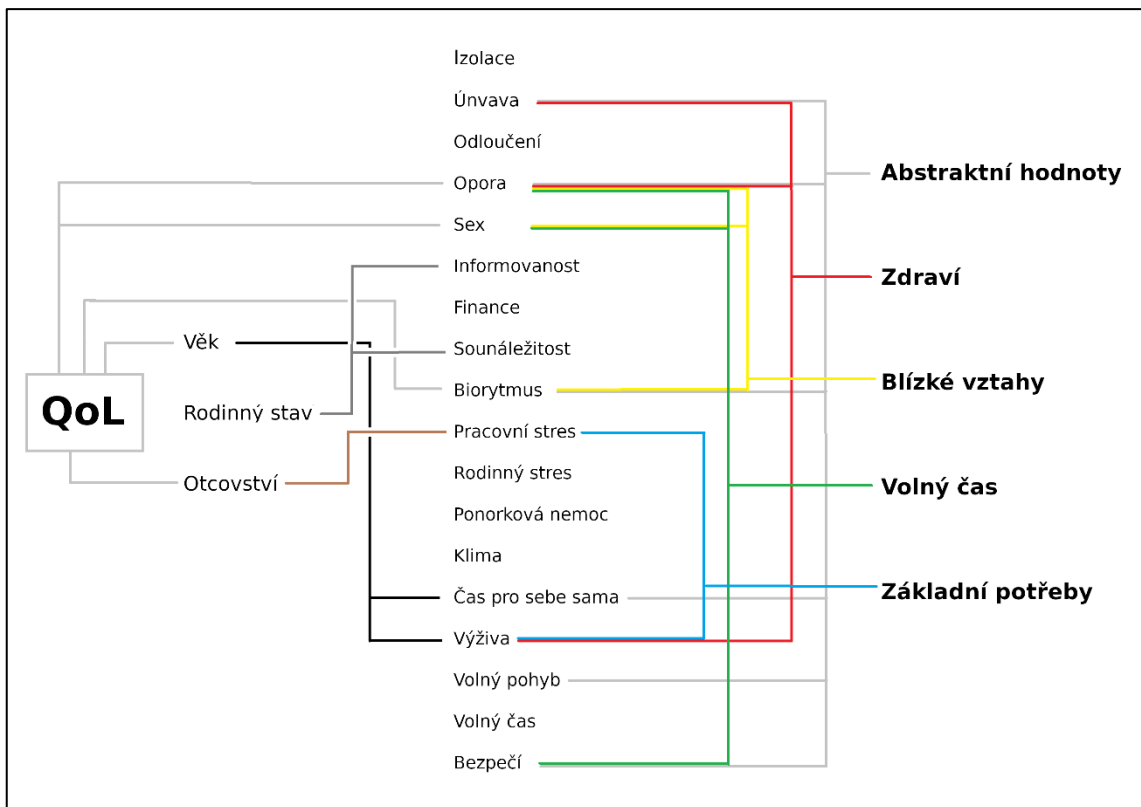 Izolace
Únvava
Odloučení
Opora
Sex
Informovanost
Finance
Sounáležitost
Biorytmus
Pracovní stres
Rodinný stres
Ponorková nemoc
Klima
Čas pro sebe sama
Výživa
Volný pohyb
Volný čas
Bezpečí
QoL
Věk
Rodinný stav
Otcovství
Abstraktní hodnoty
Zdraví
Blízké vztahy
Volný čas
Základní potřeby